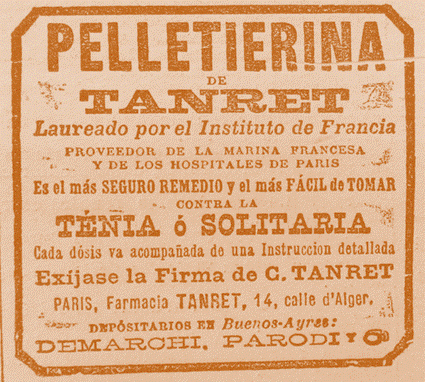 PELLETIERINA
DE
TANRET
Laureado por el Instituto de Francia
PROVEEDOR DE LA MARINA FRANCESA
Y DE LOS HOSPITALES DE PARIS
Es el más SEGURO REMEDIO y el más FÁCIL de TOMAR
CONTRA LA
TÉNIA ó SOLITARIA
Cada dósis va acompañada de una Instruccion detallada
Exíjase la Firma de C. TANRET
PARIS, Farmacia TANRET, 14, calle d'Alger.
DEPÓSITARIOS EN Buenos-Ayres:
DEMARCHI, PARODI Y Cª